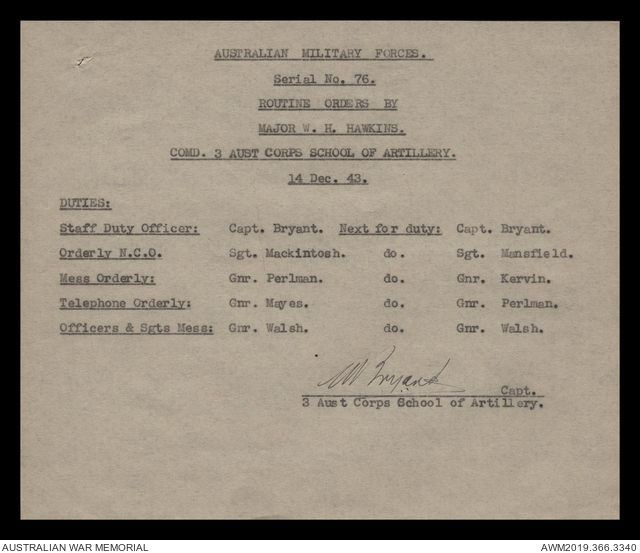 AUSTRALIAN MILITARY FORCES.
Serial No. 76.
ROUTINE ORDERS BY
MAJOR W. H. HAWKINS.
COMD. 3 AUST CORPS SCHOOL OF ARTILLERY.
14 Dec. 43.
DUTIES:
Staff Duty Officer: Capt. Bryant. Next for duty: Capt. Bryant.
Orderly N.C.O. Sgt. Mackintosh. do. Sgt. Mansfield.
Mess Orderly: Gnr. Perlman. do. Gnr. Kervin.
Telephone Orderly: Gnr. Mayes. do. Gnr. Perlman.
Officers & Sgts Mess: Gnr. Walsh. do. Gnr. Walsh.
Bryant Capt.
3 Aust Corps School of Artillery.
AUSTRALIAN WAR MEMORIAL AWM2019.366.3340